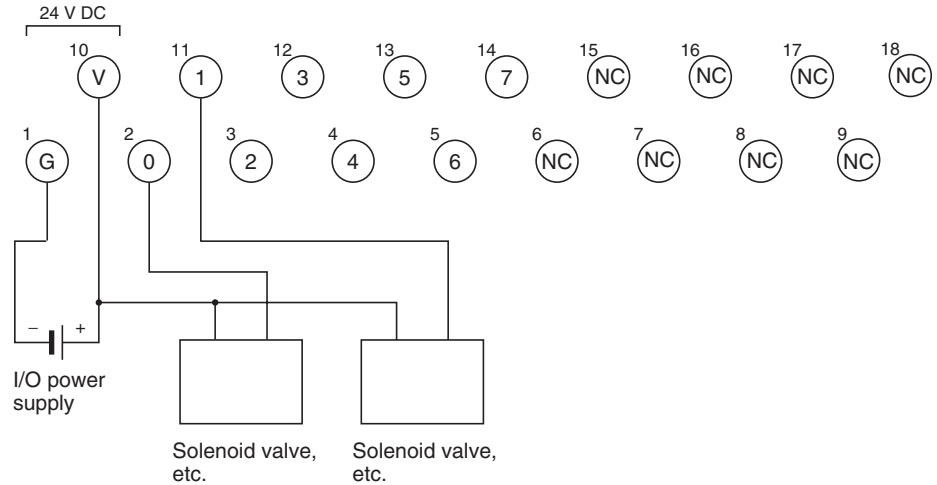 24 V DC
10 11 12 13 14 15 16 17 18
V 1 3 5 7 NC NC NC NC
1 2 3 4 5 6 7 8 9
G 0 2 4 6 NC NC NC NC
− +
I/O power
supply
Solenoid valve,
etc.
Solenoid valve,
etc.